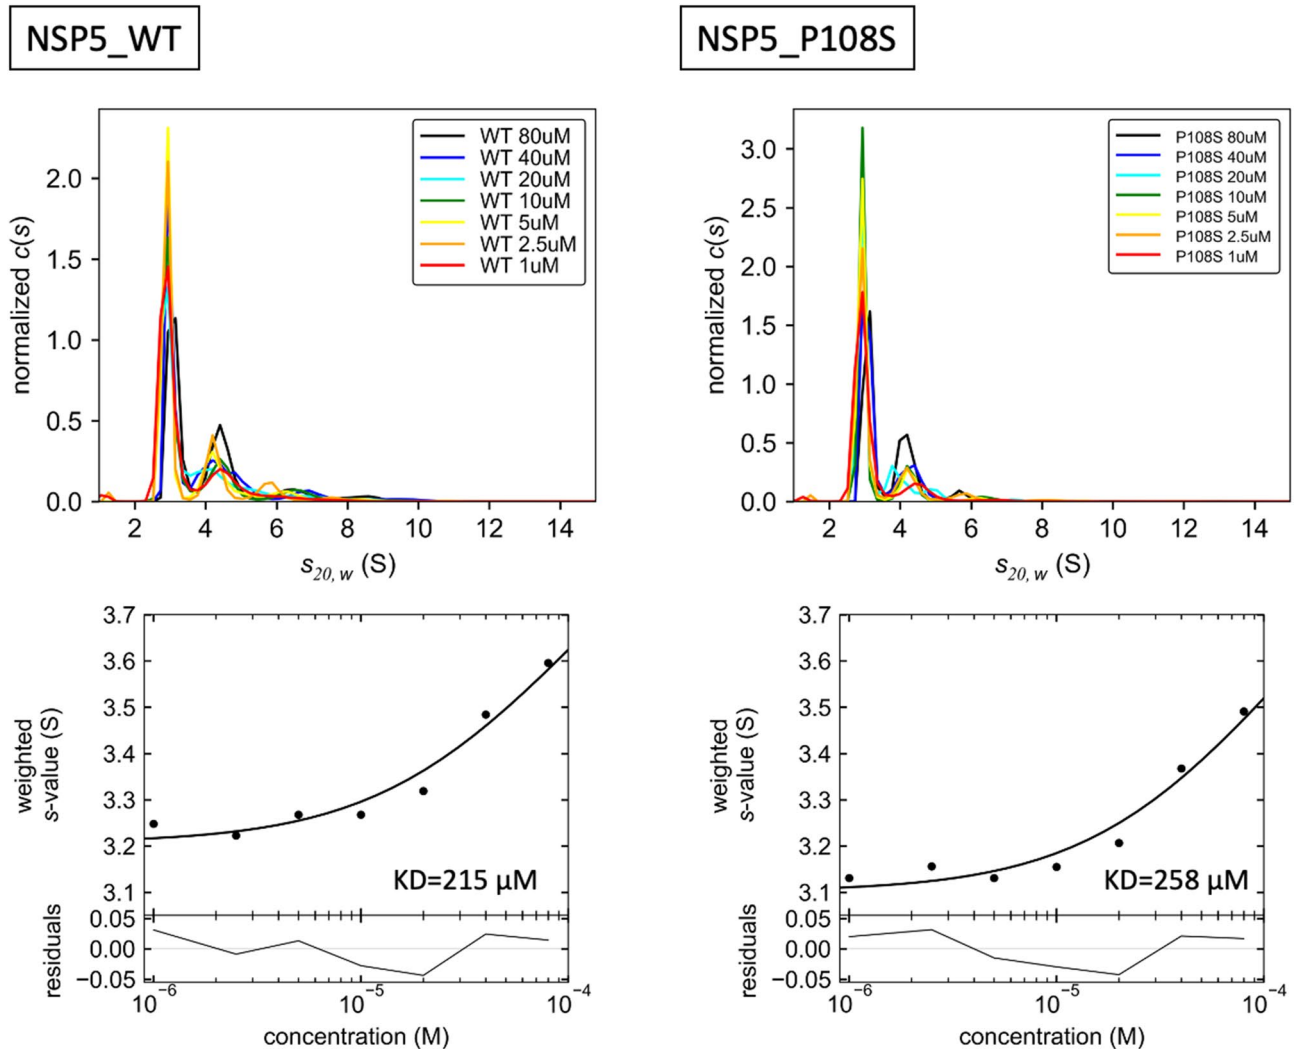 NSP5_WT
NSP5_P108S
normalized c(s)
2.0
1.5
1.0
0.5
0.0
WT 80uM
WT 40uM
WT 20uM
WT 10uM
WT 5uM
WT 2.5uM
WT 1uM
2 4 6 8 10 12 14
s20, w (S)
normalized c(s)
3.0
2.5
2.0
1.5
1.0
0.5
0.0
P108S 80uM
P108S 40uM
P108S 20uM
P108S 10uM
P108S 5uM
P108S 2.5uM
P108S 1uM
2 4 6 8 10 12 14
s20, w (S)
weighted
s-value (S)
3.7
3.6
3.5
3.4
3.3
3.2
3.1
KD=215 µM
residuals
0.05
0.00
−0.05
10−6 10−5 10−4
concentration (M)
weighted
s-value (S)
3.7
3.6
3.5
3.4
3.3
3.2
3.1
KD=258 µM
residuals
0.05
0.00
−0.05
10−6 10−5 10−4
concentration (M)